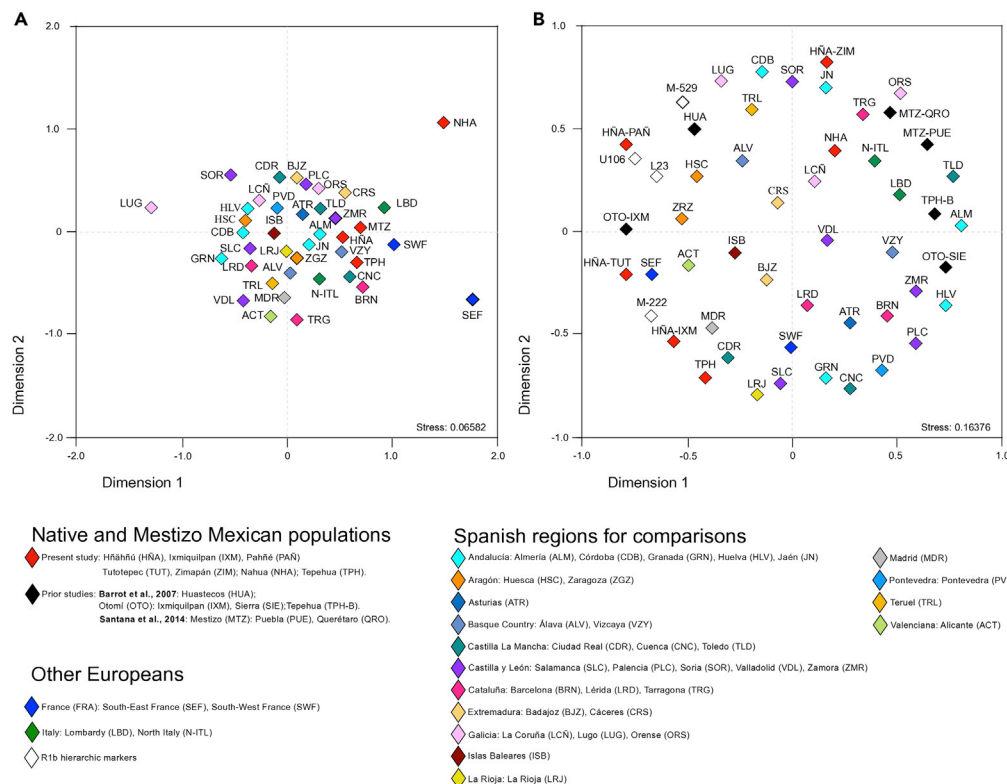 A
2.0
1.0
0
-1.0
-2.0
-2.0
-1.0
0
1.0
2.0
Dimension 2
Dimension 1
NHA
SOR
CDR
BJZ
PLC
LCÑ
ORS
CRS
LUG
HLV
PVD
ATR
TLD
LBD
HSC
ISB
ZMR
CDB
ALM
MTZ
HÑA
SLC
JN
SWF
GRN
LRJ
ZGZ
VZY
LRD
ALV
TPH
TRL
N-ITL
CNC
VDL
MDR
BRN
SEF
ACT
TRG
Stress: 0.06582
B
1.0
0.5
0
-0.5
-1.0
-1.0
-0.5
0
0.5
1.0
Dimension 2
Dimension 1
HÑA-ZIM
CDB
SOR
LUG
JN
M-529
ORS
TRL
TRG
MTZ-QRO
HUA
HÑA-PAÑ
NHA
MTZ-PUE
U106
ALV
N-ITL
L23
HSC
LCÑ
TLD
LBD
CRS
ZRZ
TPH-B
OTO-IXM
ALM
VDL
ACT
ISB
VZY
OTO-SIE
HÑA-TUT
SEF
BJZ
ZMR
M-222
LRD
HLV
MDR
ATR
BRN
HÑA-IXM
SWF
PLC
CDR
TPH
SLC
GRN
PVD
LRJ
CNC
Stress: 0.16376
Native and Mestizo Mexican populations
Present study: Hñähñú (HÑA), Ixmiquilpan (IXM), Pahñé (PAÑ)
Tutotepec (TUT), Zimapán (ZIM); Nahua (NHA); Tepehua (TPH).
Prior studies: Barrot et al., 2007: Huastecos (HUA);
Otomí (OTO): Ixmiquilpan (IXM), Sierra (SIE);Tepehua (TPH-B).
Santana et al., 2014: Mestizo (MTZ): Puebla (PUE), Querétaro (QRO).
Other Europeans
France (FRA): South-East France (SEF), South-West France (SWF)
Italy: Lombardy (LBD), North Italy (N-ITL)
R1b hierarchic markers
Spanish regions for comparisons
Andalucía: Almería (ALM), Córdoba (CDB), Granada (GRN), Huelva (HLV), Jaén (JN)
Aragón: Huesca (HSC), Zaragoza (ZGZ)
Asturias (ATR)
Basque Country: Álava (ALV), Vizcaya (VZY)
Castilla La Mancha: Ciudad Real (CDR), Cuenca (CNC), Toledo (TLD)
Castilla y León: Salamanca (SLC), Palencia (PLC), Soria (SOR), Valladolid (VDL), Zamora (ZMR)
Cataluña: Barcelona (BRN), Lérida (LRD), Tarragona (TRG)
Extremadura: Badajoz (BJZ), Cáceres (CRS)
Galicia: La Coruña (LCÑ), Lugo (LUG), Orense (ORS)
Islas Baleares (ISB)
La Rioja: La Rioja (LRJ)
Madrid (MDR)
Pontevedra: Pontevedra (PV
Teruel (TRL)
Valenciana: Alicante (ACT)